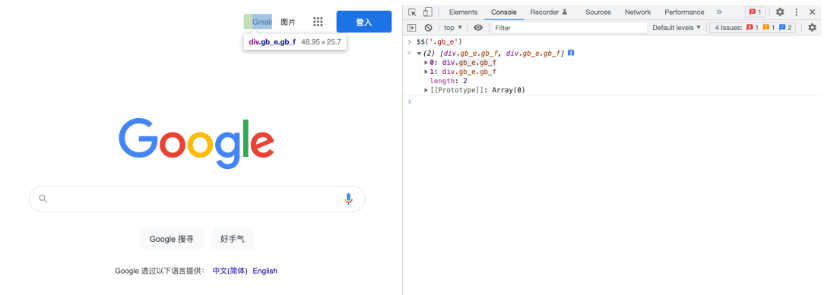 Gmail 图片 登入
div.gb_e.gb_f 48.95 × 25.7
Google
Google 搜寻 好手气
Google 透过以下语言提供： 中文(简体) English
Elements Console Recorder Sources Network Performance » 1
top ▾ Filter Default levels ▾ 4 Issues: 1 1 2
> $$('.gb_e')
▾(2) [div.gb_e.gb_f, div.gb_e.gb_f]
▸ 0: div.gb_e.gb_f
▸ 1: div.gb_e.gb_f
length: 2
▸ [[Prototype]]: Array(0)
>